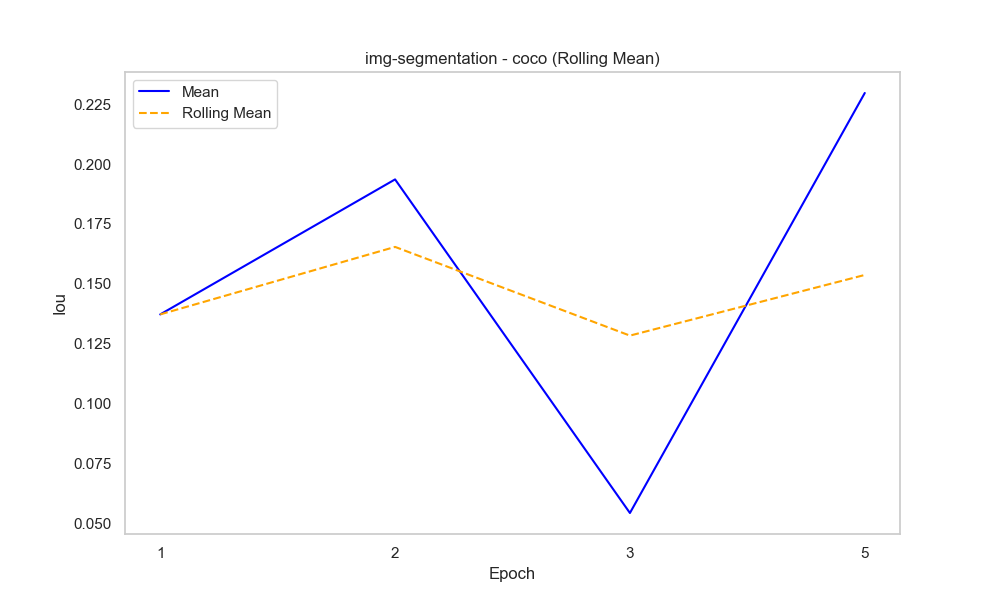 img-segmentation - coco (Rolling Mean)
Mean
Rolling Mean
0.225
0.200
0.175
0.150
0.125
0.100
0.075
0.050
Iou
1 2 3 5
Epoch